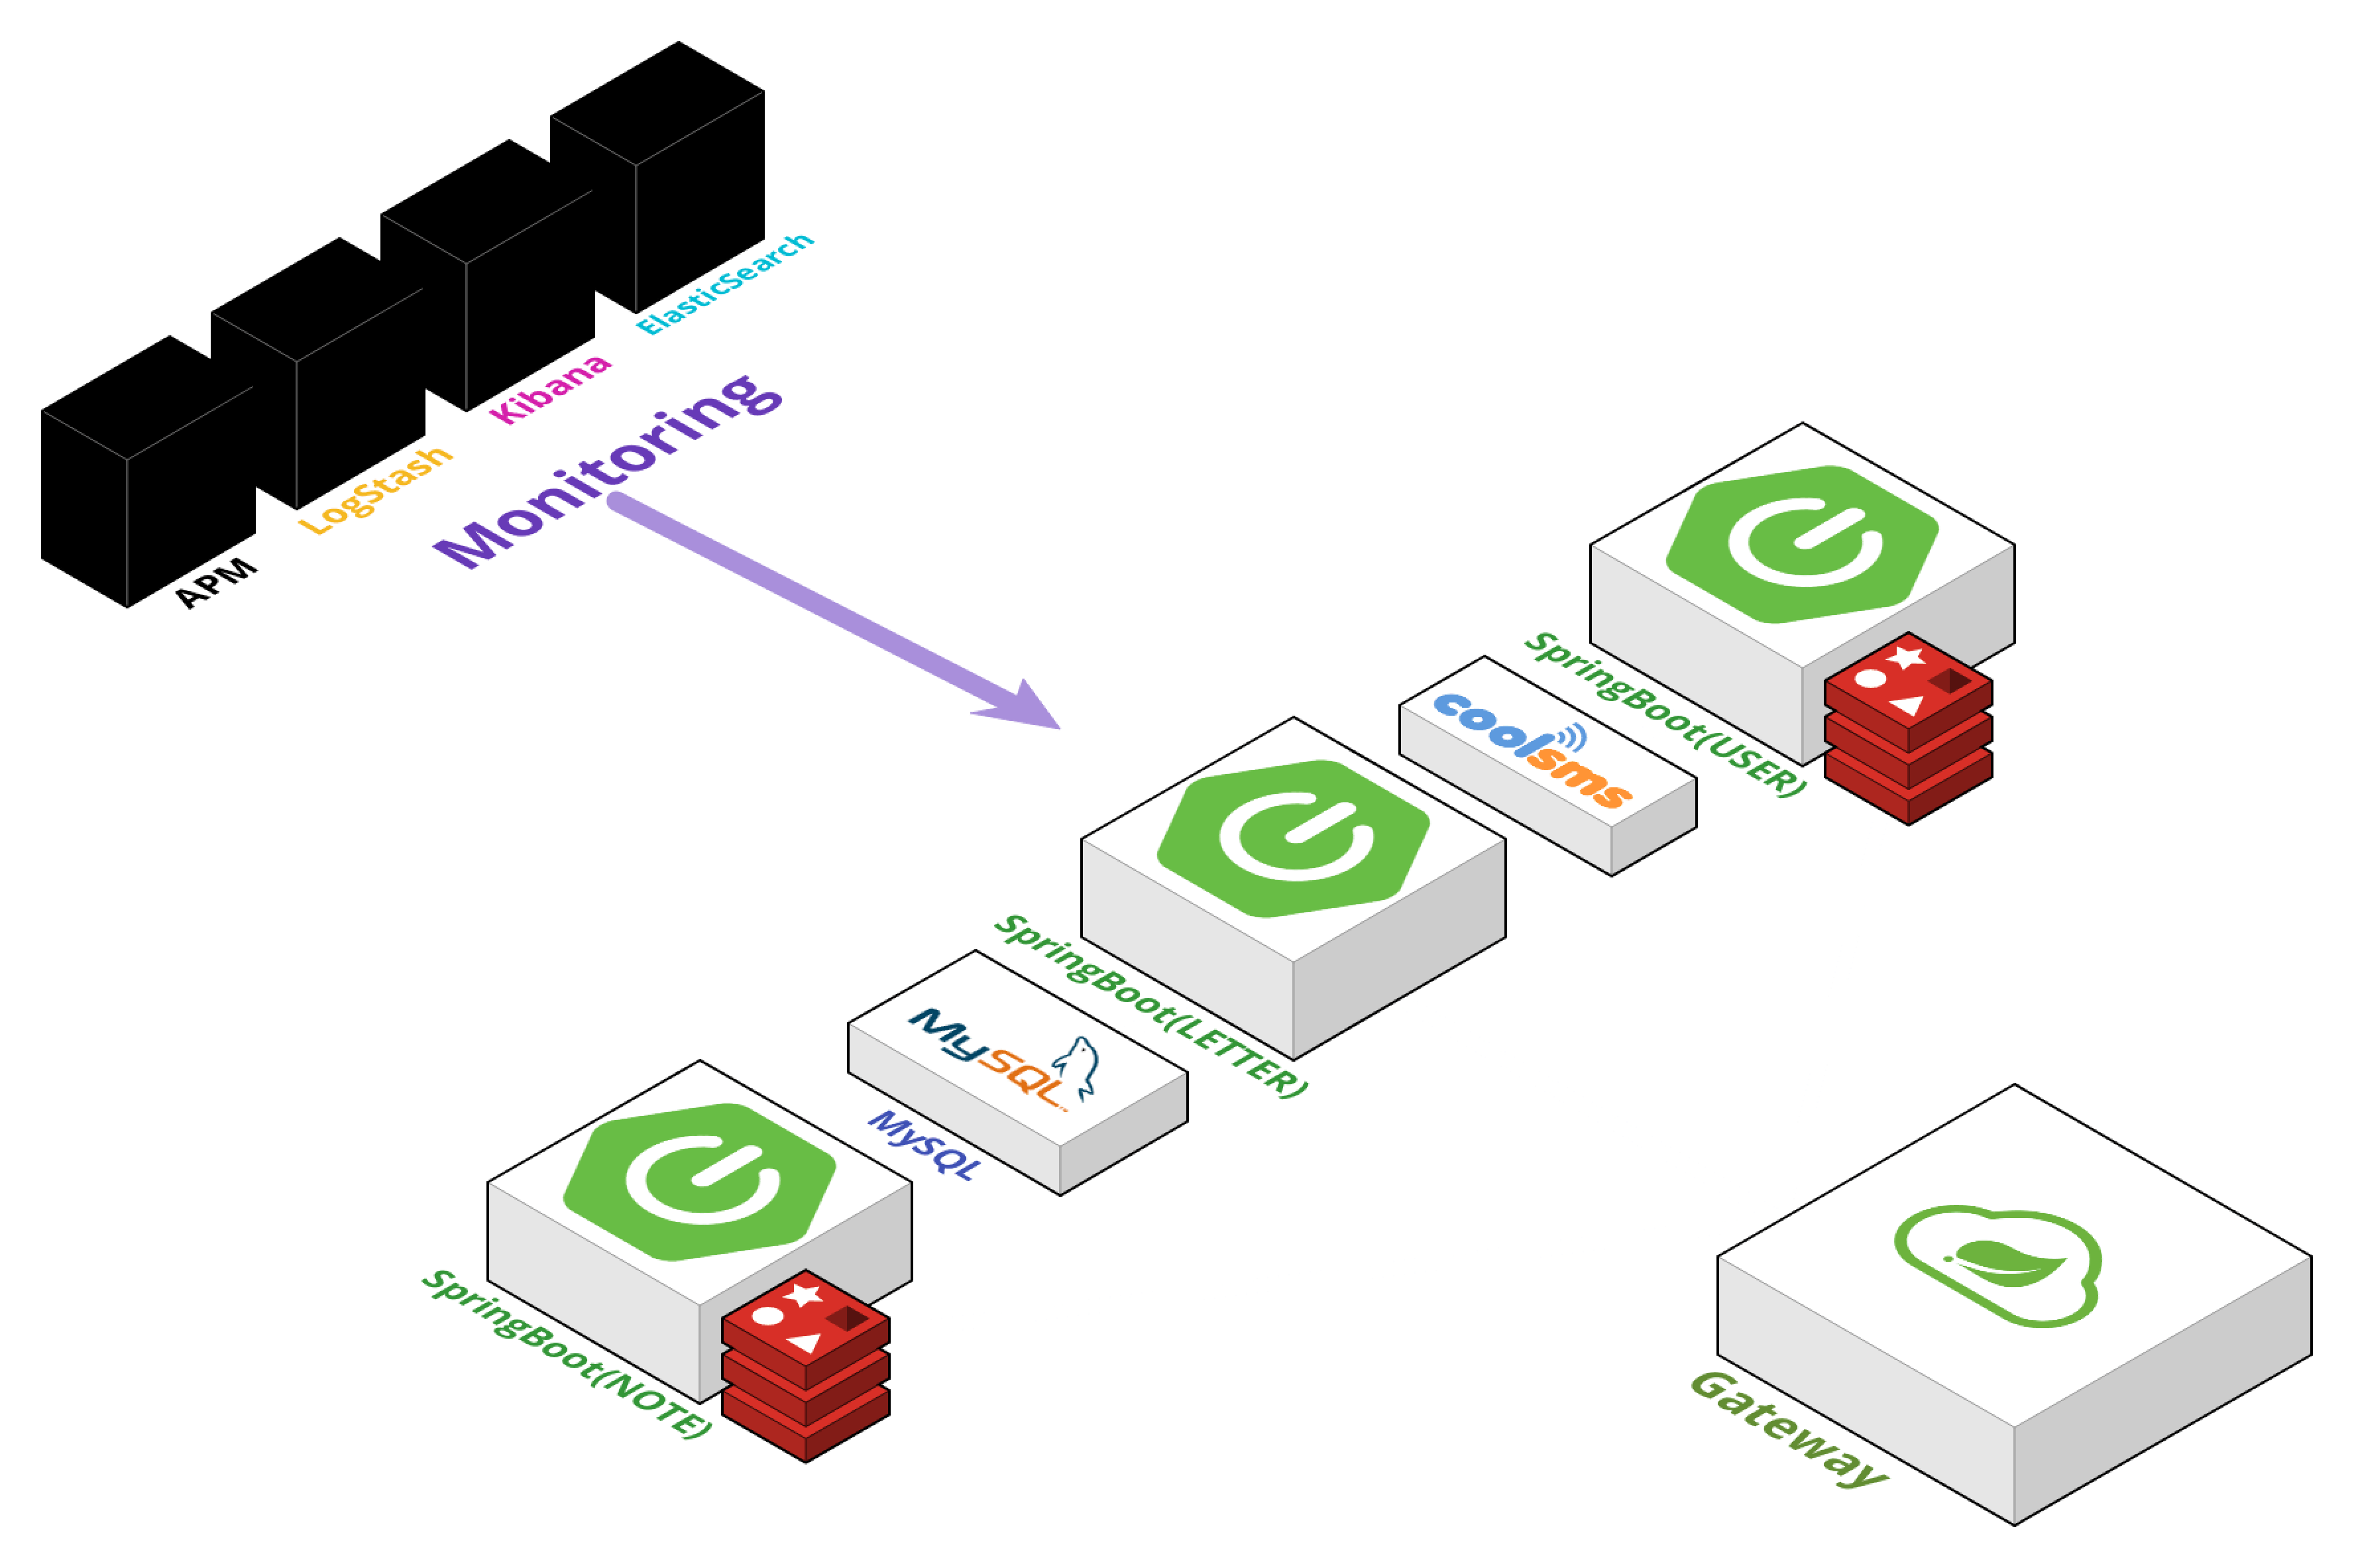 ElasticSearch
Kibana
LogStash
APM
Monitoring
SpringBoot(USER)
coolsms
SpringBoot(LETTER)
MySQL
MySQL
SpringBoot(NOTE)
Gateway